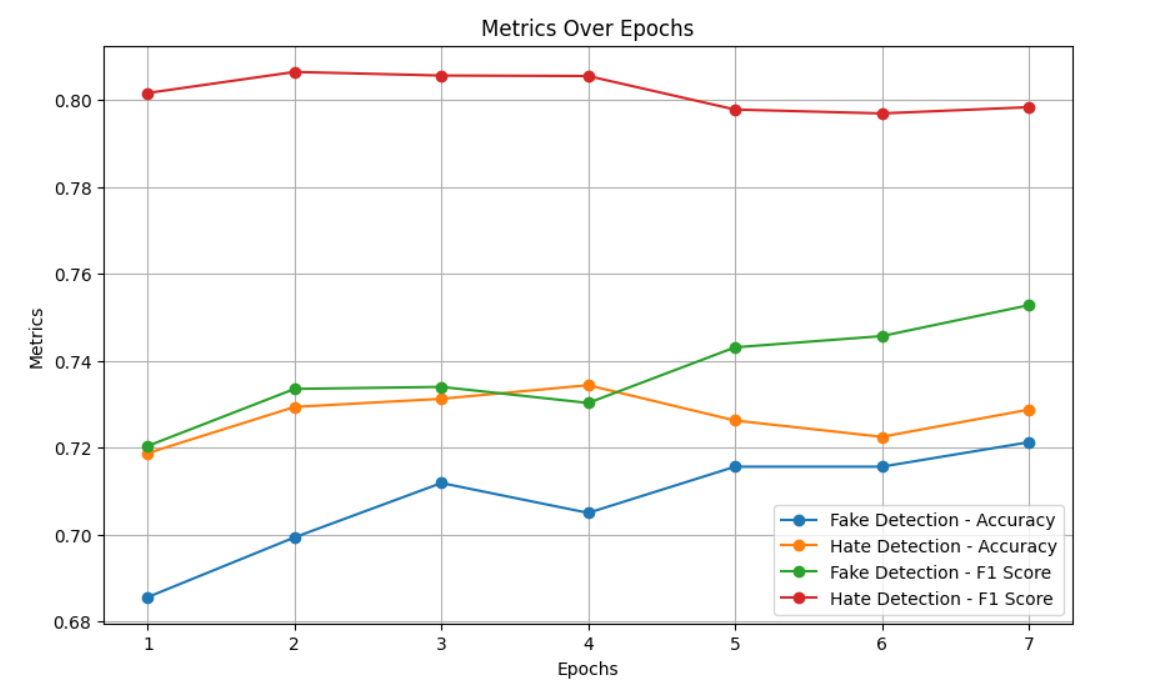 Metrics Over Epochs
Metrics
0.80
0.78
0.76
0.74
0.72
0.70
0.68
1 2 3 4 5 6 7
Epochs
Fake Detection - Accuracy
Hate Detection - Accuracy
Fake Detection - F1 Score
Hate Detection - F1 Score